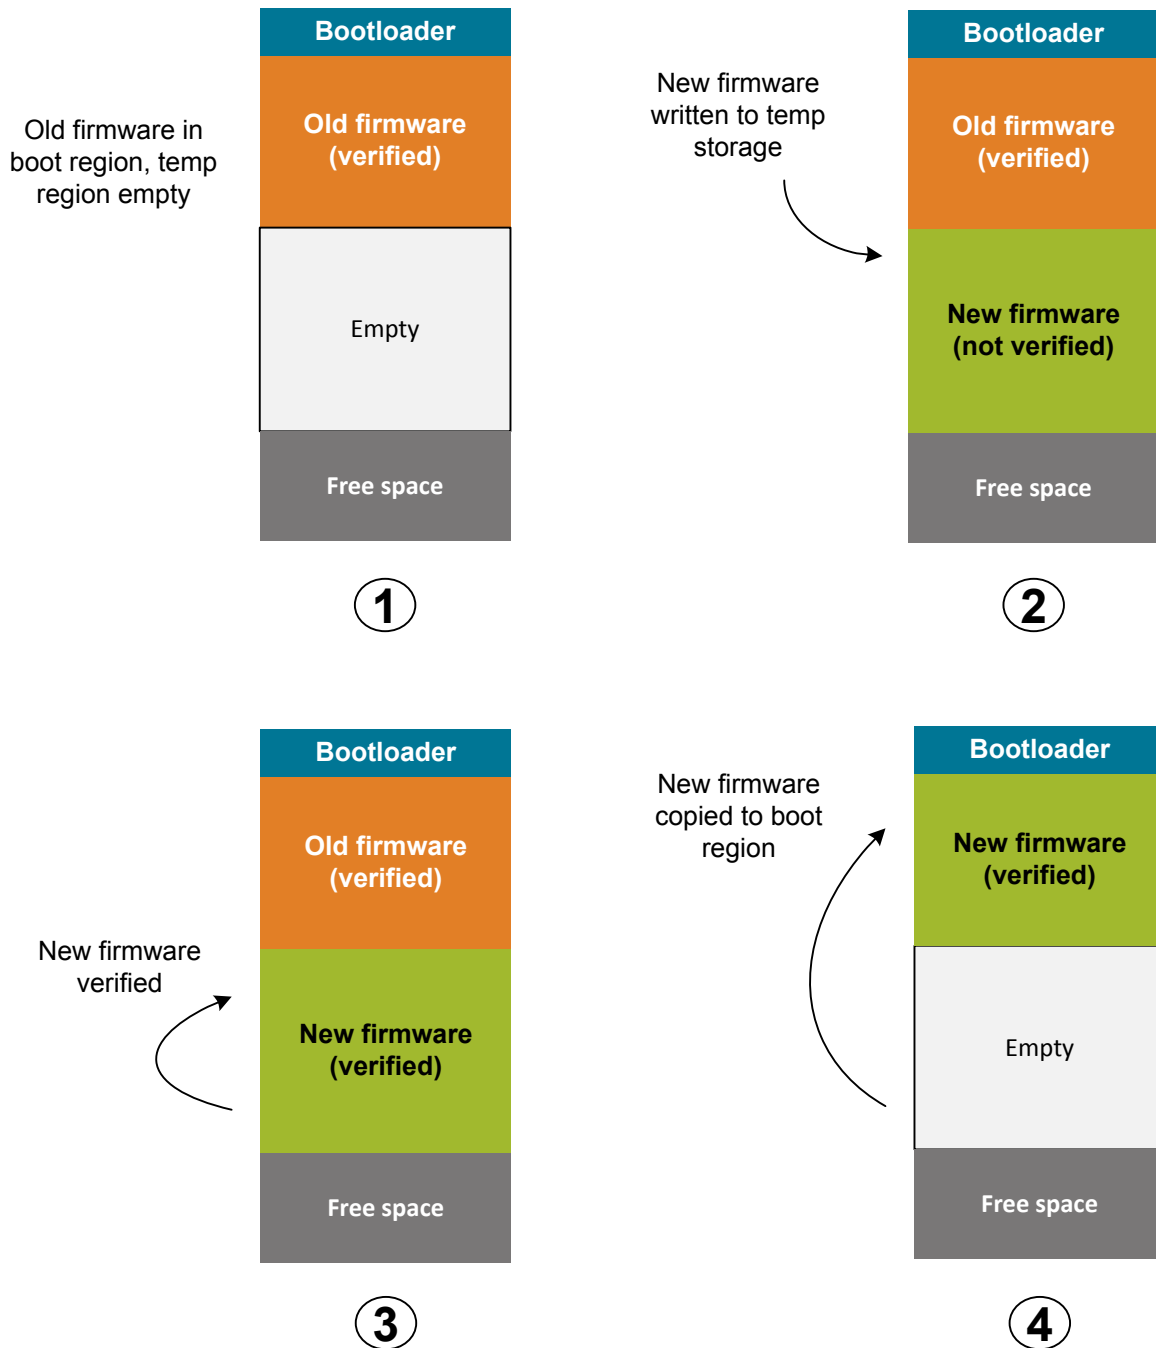 Old firmware in
boot region, temp
region empty
Bootloader
Old firmware
(verified)
Empty
Free space
1
New firmware
written to temp
storage
Bootloader
Old firmware
(verified)
New firmware
(not verified)
Free space
2
New firmware
verified
Bootloader
Old firmware
(verified)
New firmware
(verified)
Free space
3
New firmware
copied to boot
region
Bootloader
New firmware
(verified)
Empty
Free space
4